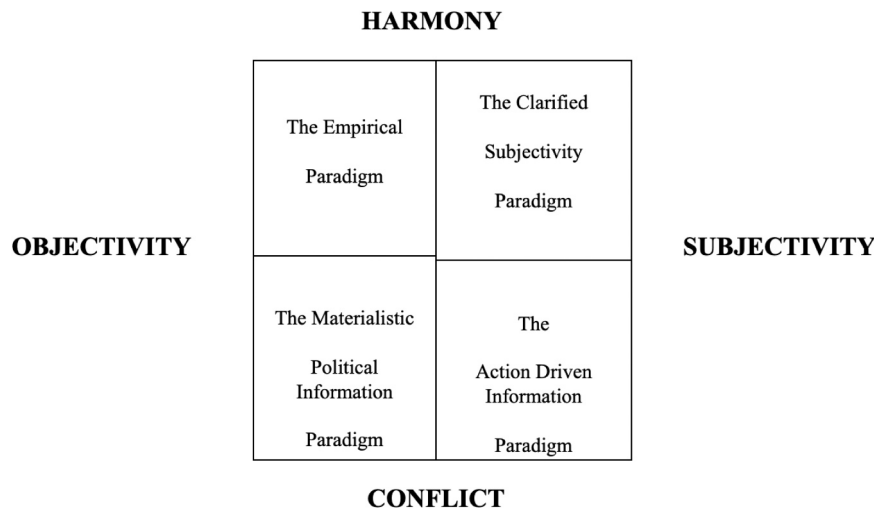 HARMONY
The Empirical
Paradigm
The Clarified
Subjectivity
Paradigm
OBJECTIVITY
SUBJECTIVITY
The Materialistic
Political
Information
Paradigm
The
Action Driven
Information
Paradigm
CONFLICT